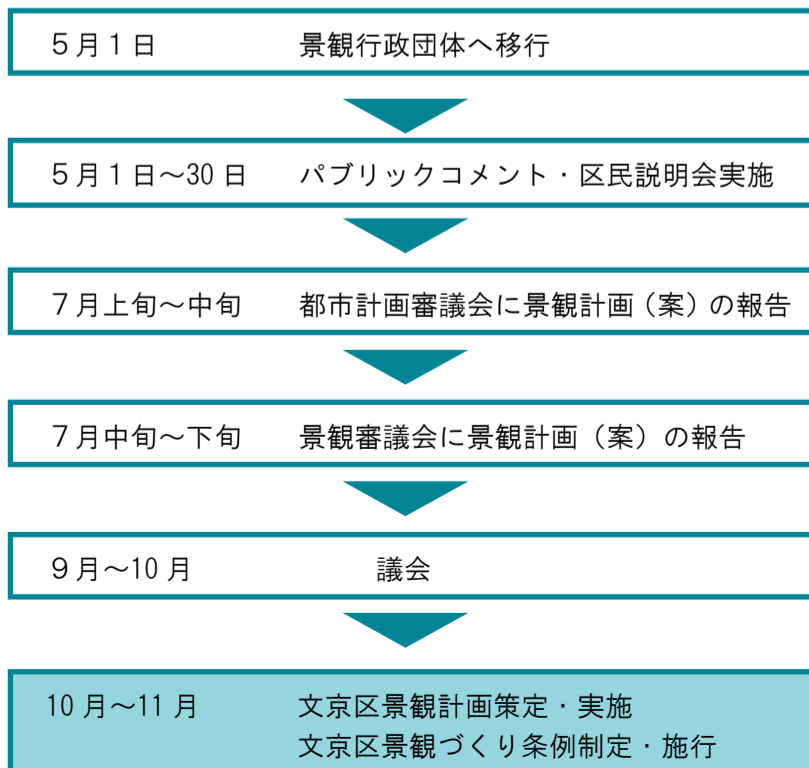 ５月１日 景観行政団体へ移行
５月１日～30日 パブリックコメント・区民説明会実施
７月上旬～中旬 都市計画審議会に景観計画（案）の報告
７月中旬～下旬 景観審議会に景観計画（案）の報告
９月～10月 議会
10月～11月 文京区景観計画策定・実施
文京区景観づくり条例制定・施行